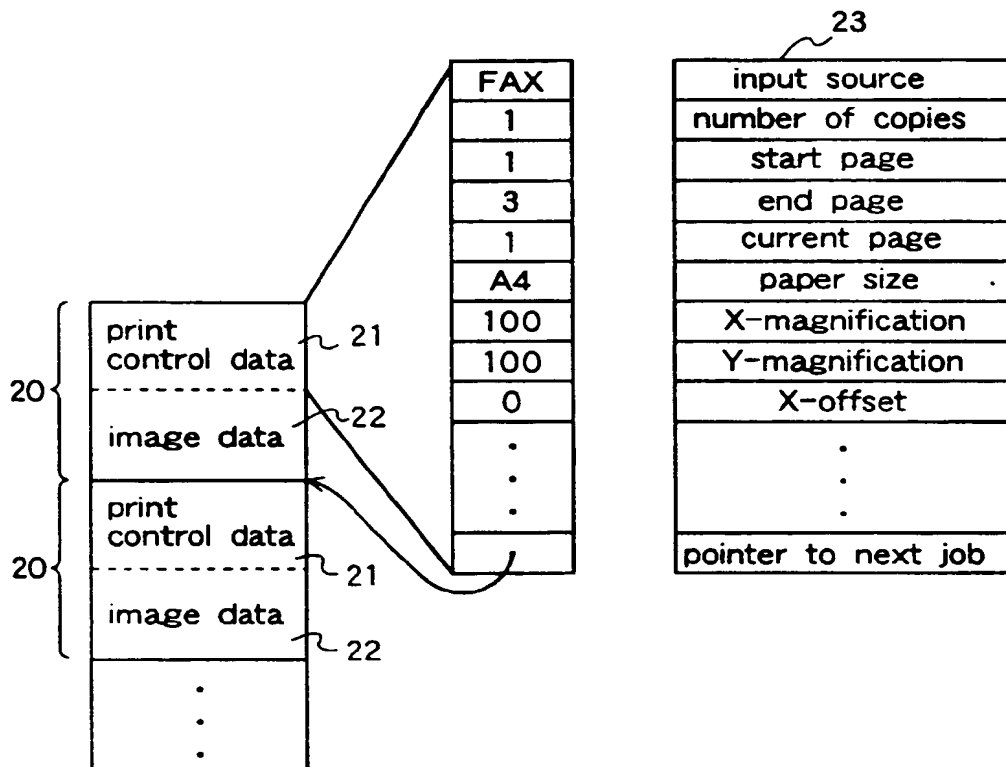 23
FAX input source
1 number of copies
1 start page
3 end page
1 current page
A4 paper size
100 X-magnification
100 Y-magnification
0 X-offset
pointer to next job
20
print
control data
21
image data
22
20
print
control data
21
image data
22